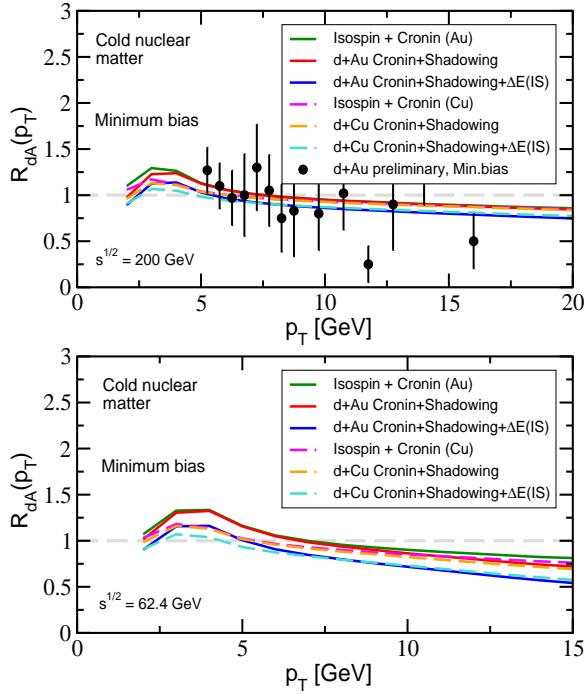 3
2.5
2
1.5
1
0.5
0
R_dA(p_T)
Cold nuclear
matter
Minimum bias
s^1/2 = 200 GeV
Isospin + Cronin (Au)
d+Au Cronin+Shadowing
d+Au Cronin+Shadowing+ΔE(IS)
Isospin + Cronin (Cu)
d+Cu Cronin+Shadowing
d+Cu Cronin+Shadowing+ΔE(IS)
d+Au preliminary, Min.bias
0 5 10 15 20
p_T [GeV]
3
2.5
2
1.5
1
0.5
0
R_dA(p_T)
Cold nuclear
matter
Minimum bias
s^1/2 = 62.4 GeV
Isospin + Cronin (Au)
d+Au Cronin+Shadowing
d+Au Cronin+Shadowing+ΔE(IS)
Isospin + Cronin (Cu)
d+Cu Cronin+Shadowing
d+Cu Cronin+Shadowing+ΔE(IS)
0 5 10 15
p_T [GeV]